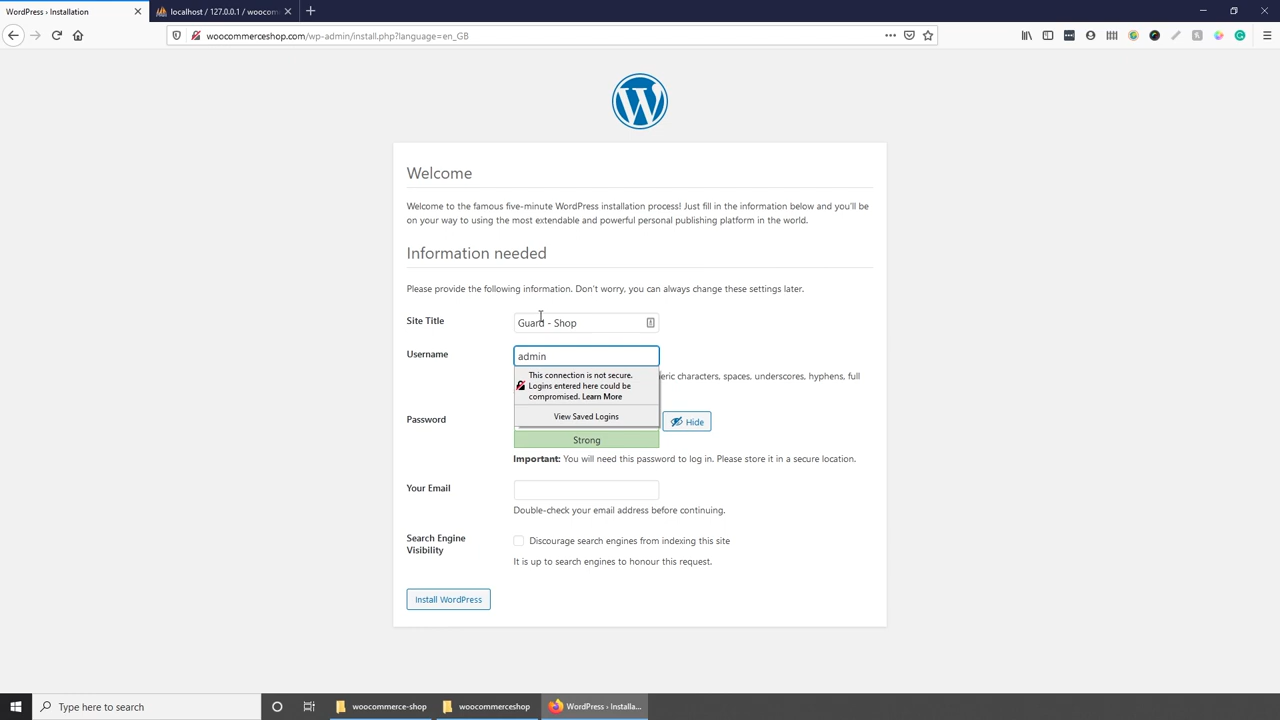 WordPress › Installation
localhost / 127.0.0.1 / woocom
woocommerceshop.com/wp-admin/install.php?language=en_GB
Welcome
Welcome to the famous five-minute WordPress installation process! Just fill in the information below and you'll be
on your way to using the most extendable and powerful personal publishing platform in the world.
Information needed
Please provide the following information. Don't worry, you can always change these settings later.
Site Title
Guard - Shop
Username
admin
eric characters, spaces, underscores, hyphens, full
This connection is not secure.
Logins entered here could be
compromised. Learn More
View Saved Logins
Password
Hide
Strong
Important: You will need this password to log in. Please store it in a secure location.
Your Email
Double-check your email address before continuing.
Search Engine
Visibility
Discourage search engines from indexing this site
It is up to search engines to honour this request.
Install WordPress
Type here to search
woocommerce-shop
woocommerceshop
WordPress › Installa...